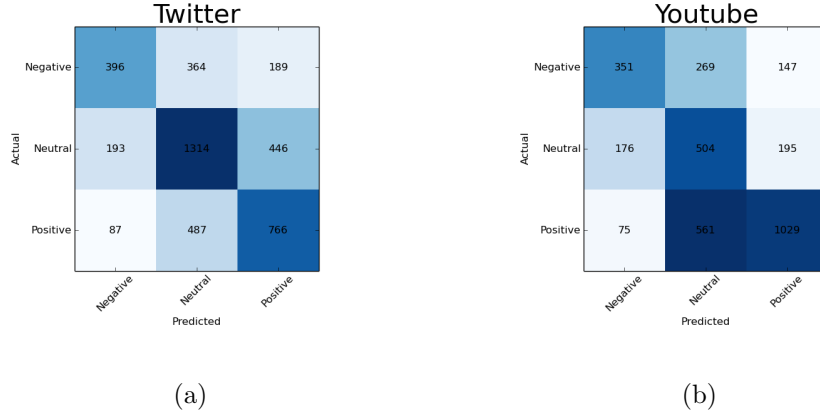 Twitter
Negative 396 364 189
Neutral 193 1314 446
Positive 87 487 766
Actual
Negative Neutral Positive
Predicted
(a)
Youtube
Negative 351 269 147
Neutral 176 504 195
Positive 75 561 1029
Actual
Negative Neutral Positive
Predicted
(b)